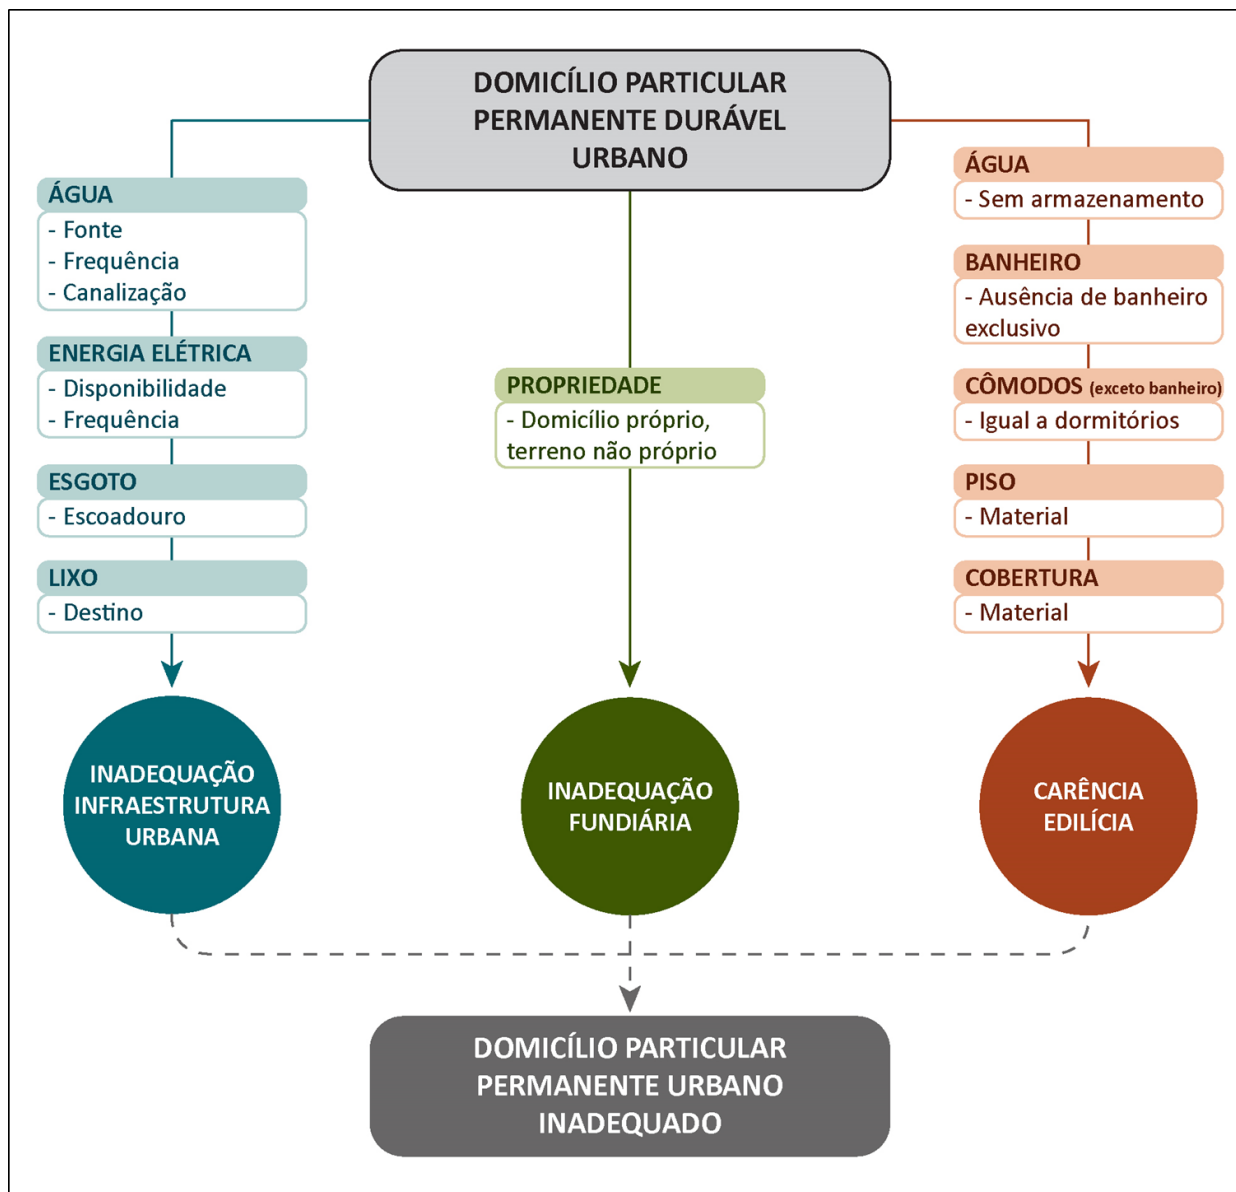 DOMICÍLIO PARTICULAR
PERMANENTE DURÁVEL
URBANO
ÁGUA
- Fonte
- Frequência
- Canalização
ENERGIA ELÉTRICA
- Disponibilidade
- Frequência
ESGOTO
- Escoadouro
LIXO
- Destino
INADEQUAÇÃO
INFRAESTRUTURA
URBANA
PROPRIEDADE
- Domicílio próprio,
terreno não próprio
INADEQUAÇÃO
FUNDIÁRIA
ÁGUA
- Sem armazenamento
BANHEIRO
- Ausência de banheiro
exclusivo
CÔMODOS (exceto banheiro)
- Igual a dormitórios
PISO
- Material
COBERTURA
- Material
CARÊNCIA
EDILÍCIA
DOMICÍLIO PARTICULAR
PERMANENTE URBANO
INADEQUADO